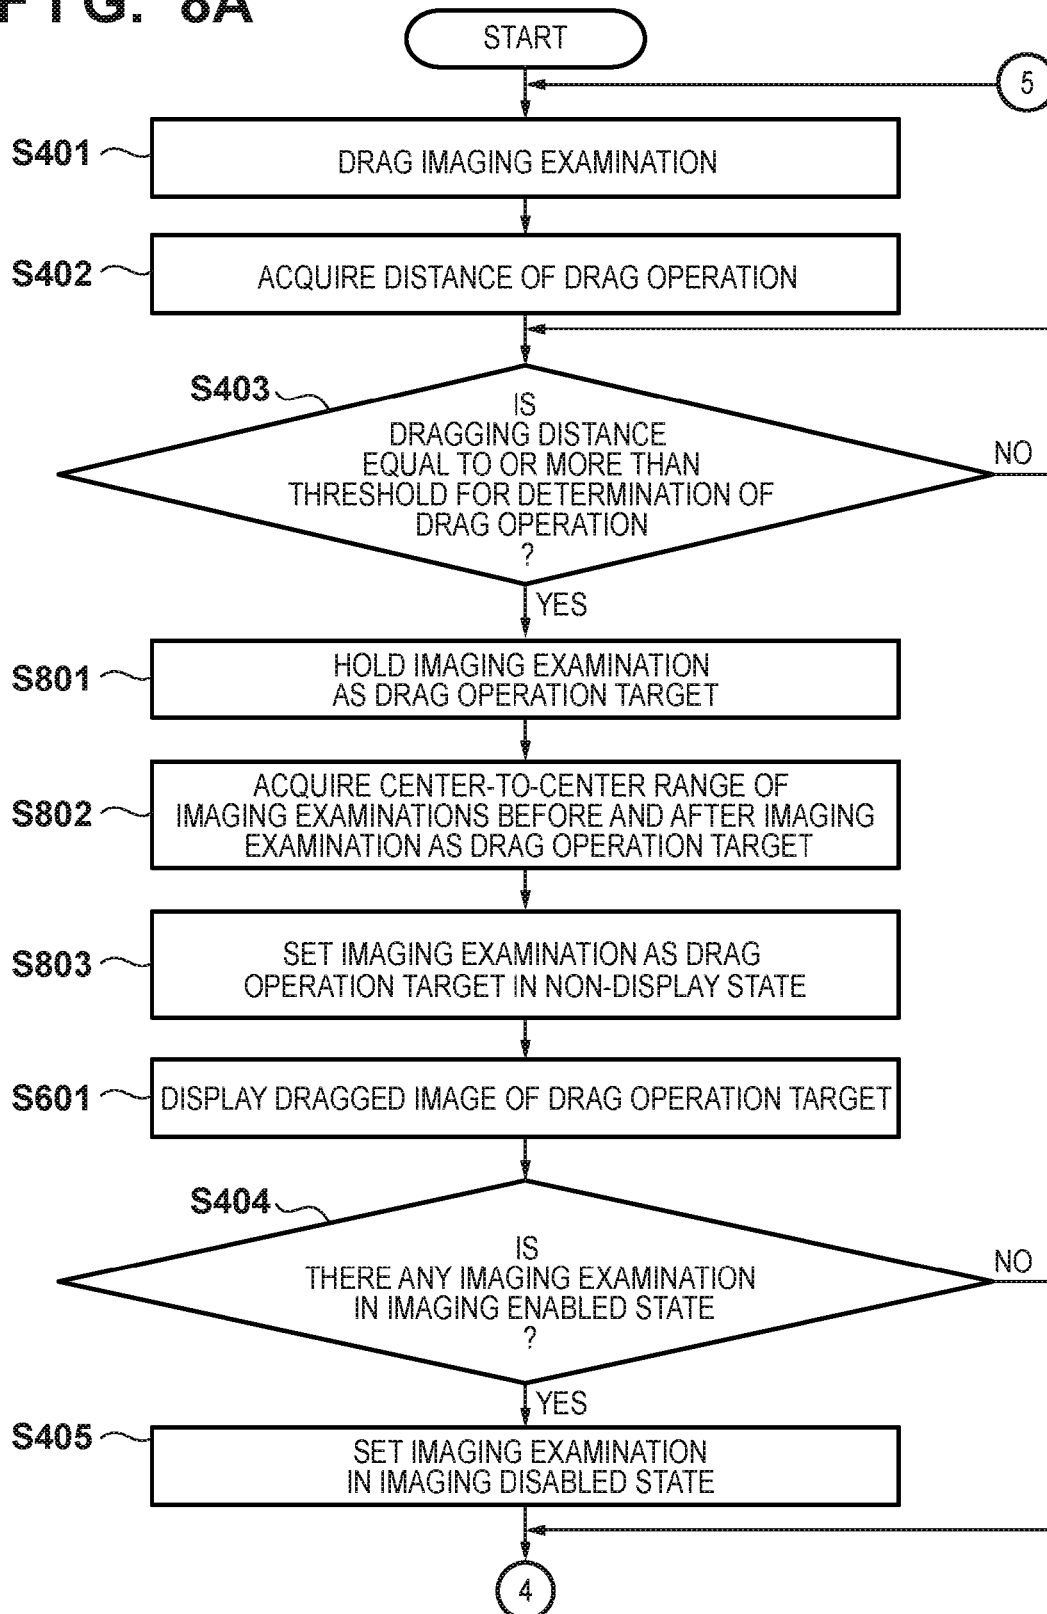 FIG. 8A
START
5
S401
DRAG IMAGING EXAMINATION
S402
ACQUIRE DISTANCE OF DRAG OPERATION
S403
IS
DRAGGING DISTANCE
EQUAL TO OR MORE THAN
THRESHOLD FOR DETERMINATION OF
DRAG OPERATION
?
NO
YES
S801
HOLD IMAGING EXAMINATION
AS DRAG OPERATION TARGET
S802
ACQUIRE CENTER-TO-CENTER RANGE OF
IMAGING EXAMINATIONS BEFORE AND AFTER IMAGING
EXAMINATION AS DRAG OPERATION TARGET
S803
SET IMAGING EXAMINATION AS DRAG
OPERATION TARGET IN NON-DISPLAY STATE
S601
DISPLAY DRAGGED IMAGE OF DRAG OPERATION TARGET
S404
IS
THERE ANY IMAGING EXAMINATION
IN IMAGING ENABLED STATE
?
NO
YES
S405
SET IMAGING EXAMINATION
IN IMAGING DISABLED STATE
4